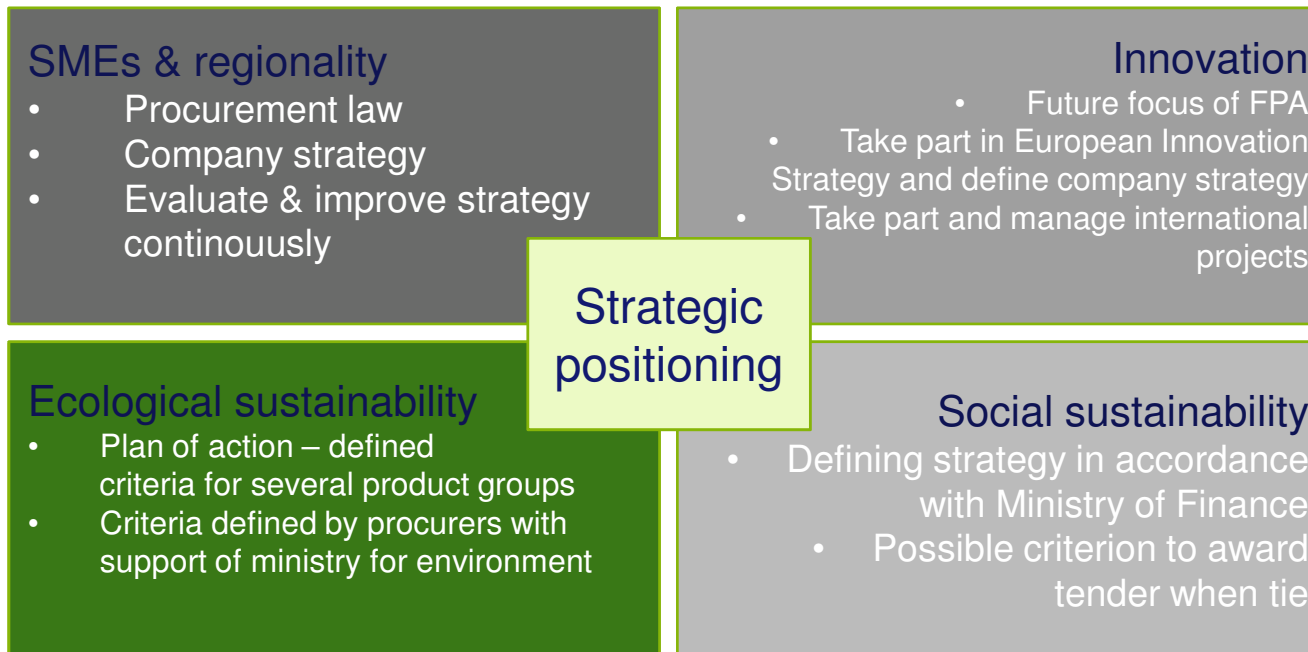 SMEs & regionality
• Procurement law
• Company strategy
• Evaluate & improve strategy
continouusly
Innovation
• Future focus of FPA
• Take part in European Innovation
Strategy and define company strategy
• Take part and manage international
projects
Strategic
positioning
Ecological sustainability
• Plan of action – defined
criteria for several product groups
• Criteria defined by procurers with
support of ministry for environment
Social sustainability
• Defining strategy in accordance
with Ministry of Finance
• Possible criterion to award
tender when tie